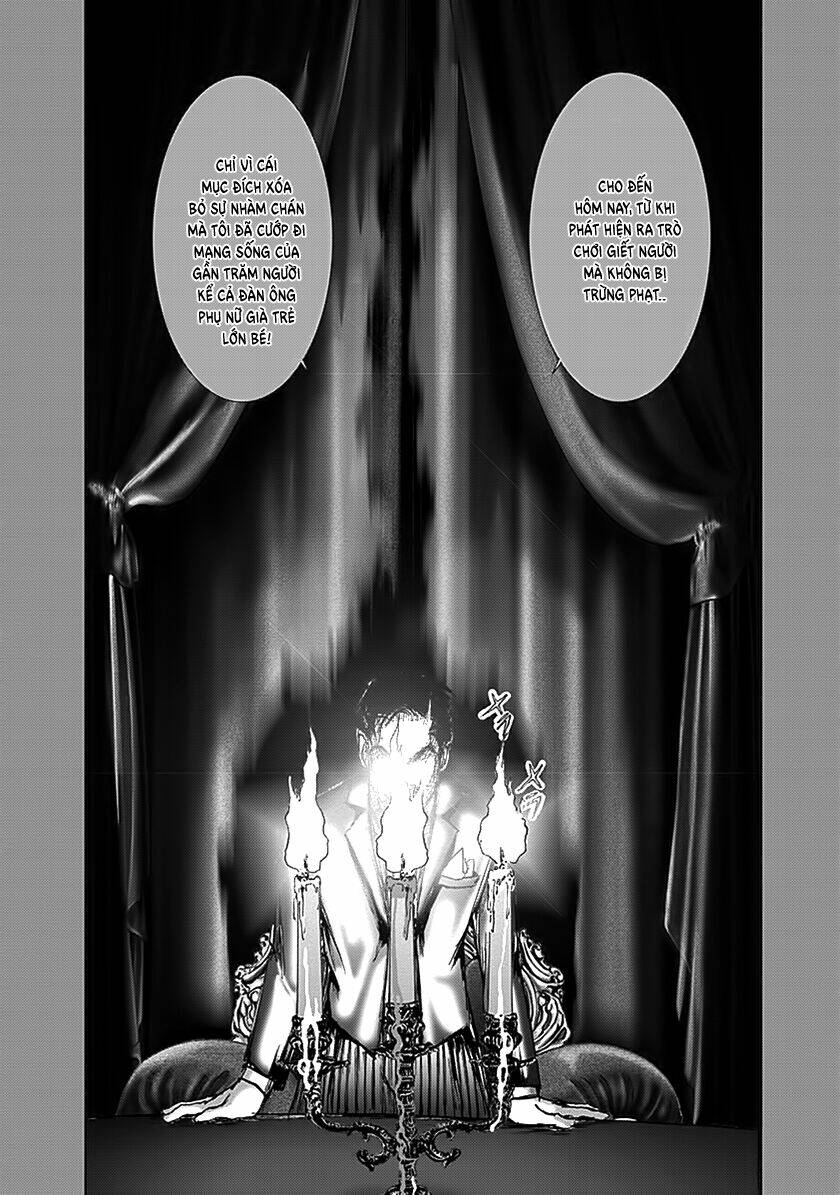 CHO ĐẾN
HÔM NAY, TỪ KHI
PHÁT HIỆN RA TRÒ
CHƠI GIẾT NGƯỜI
MÀ KHÔNG BỊ
TRỪNG PHẠT..
CHỈ VÌ CÁI
MỤC ĐÍCH XÓA
BỎ SỰ NHÀM CHÁN
MÀ TÔI ĐÃ CƯỚP ĐI
MẠNG SỐNG CỦA
GẦN TRĂM NGƯỜI
KỂ CẢ ĐÀN ÔNG
PHỤ NỮ GIÀ TRẺ
LỚN BÉ!